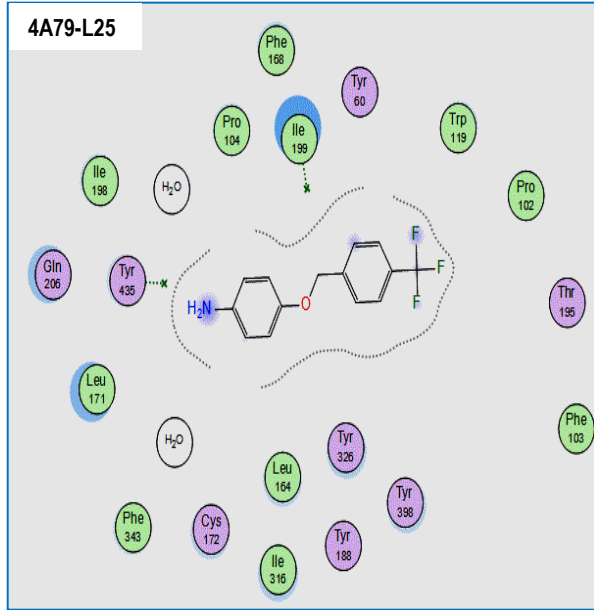 4A79-L25
Phe
168
Tyr
60
Pro
104
Ile
199
Trp
119
Ile
198
H₂O
Pro
102
Gln
206
Tyr
435
F
F
F
H₂N
O
Thr
195
Leu
171
Phe
103
H₂O
Tyr
326
Leu
164
Tyr
398
Phe
343
Cys
172
Tyr
188
Ile
316